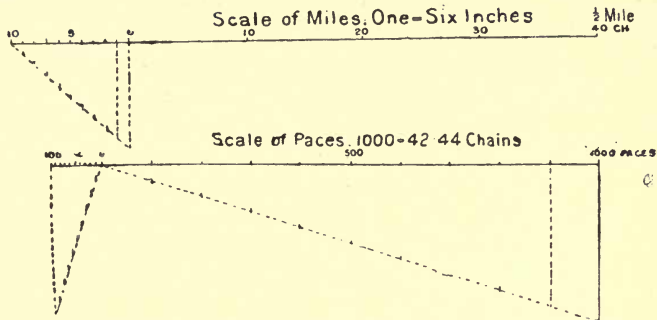 Scale of Miles. One-Six Inches
½ Mile
10 5 0 10 20 30 40 CH
Scale of Paces. 1000-42·44 Chains
100 0 500 1000 PACES